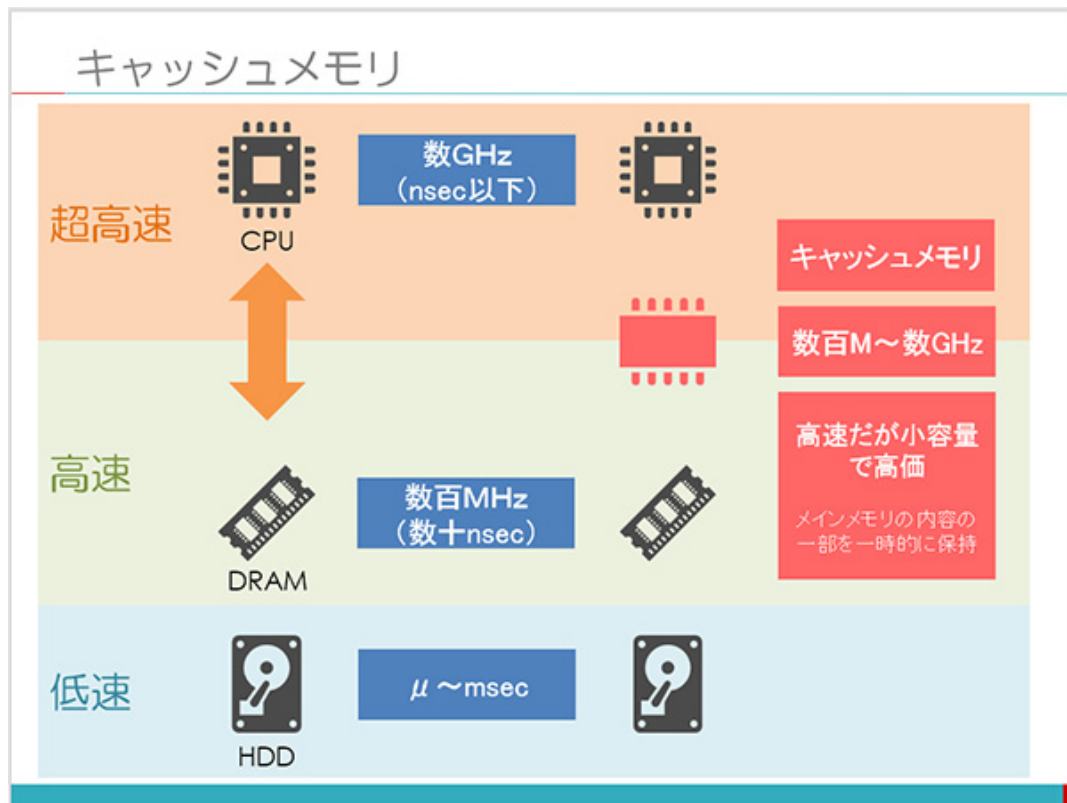 キャッシュメモリ
超高速
CPU
数GHz
(nsec以下)
キャッシュメモリ
数百M～数GHz
高速だが小容量
で高価
メインメモリの内容の
一部を一時的に保持
高速
DRAM
数百MHz
(数十nsec)
低速
HDD
μ～msec